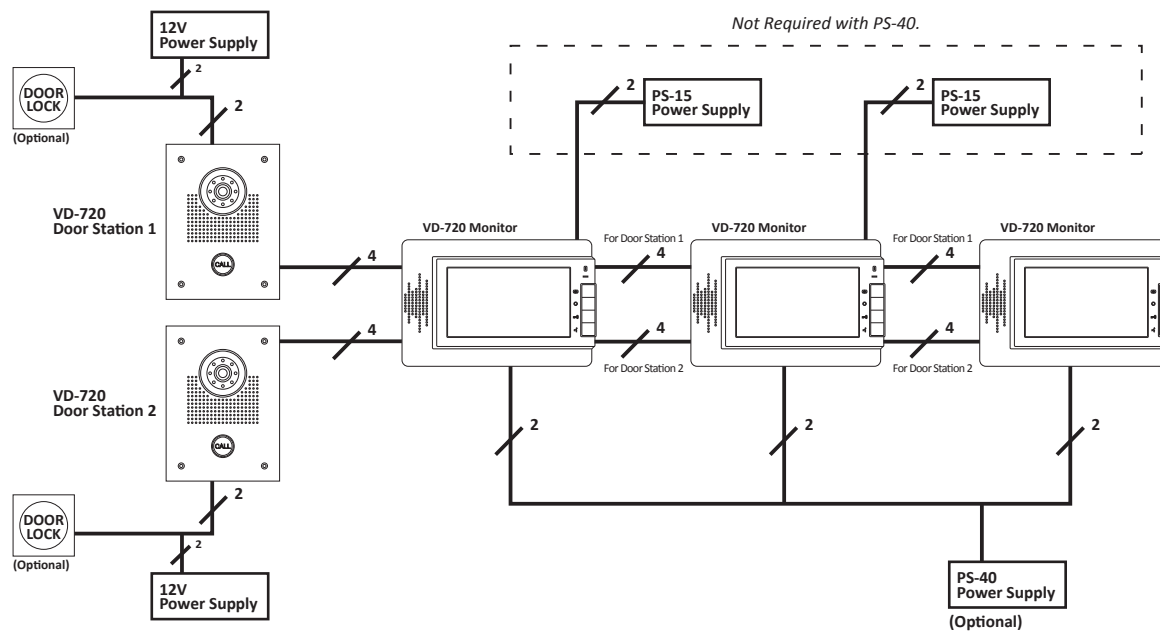 Not Required with PS-40.
12V
Power Supply
2
DOOR
LOCK
(Optional)
2
2
PS-15
Power Supply
2
PS-15
Power Supply
VD-720
Door Station 1
CALL
4
VD-720 Monitor
For Door Station 1
4
VD-720 Monitor
For Door Station 1
4
VD-720 Monitor
VD-720
Door Station 2
CALL
4
4
For Door Station 2
4
For Door Station 2
2
2
2
2
DOOR
LOCK
(Optional)
2
12V
Power Supply
PS-40
Power Supply
(Optional)